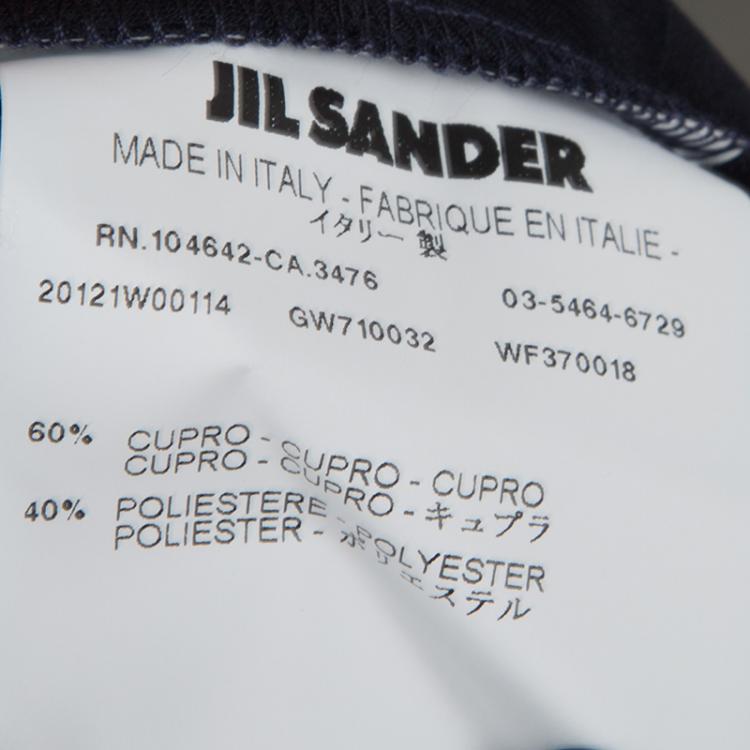 JIL SANDER
MADE IN ITALY - FABRIQUE EN ITALIE -
イタリー製
RN.104642-CA.3476 03-5464-6729
20121W00114 GW710032 WF370018
60% CUPRO - CUPRO - CUPRO
CUPRO - CUPRO - キュプラ
40% POLIESTERE - POLYESTER
POLIESTER - ポリエステル